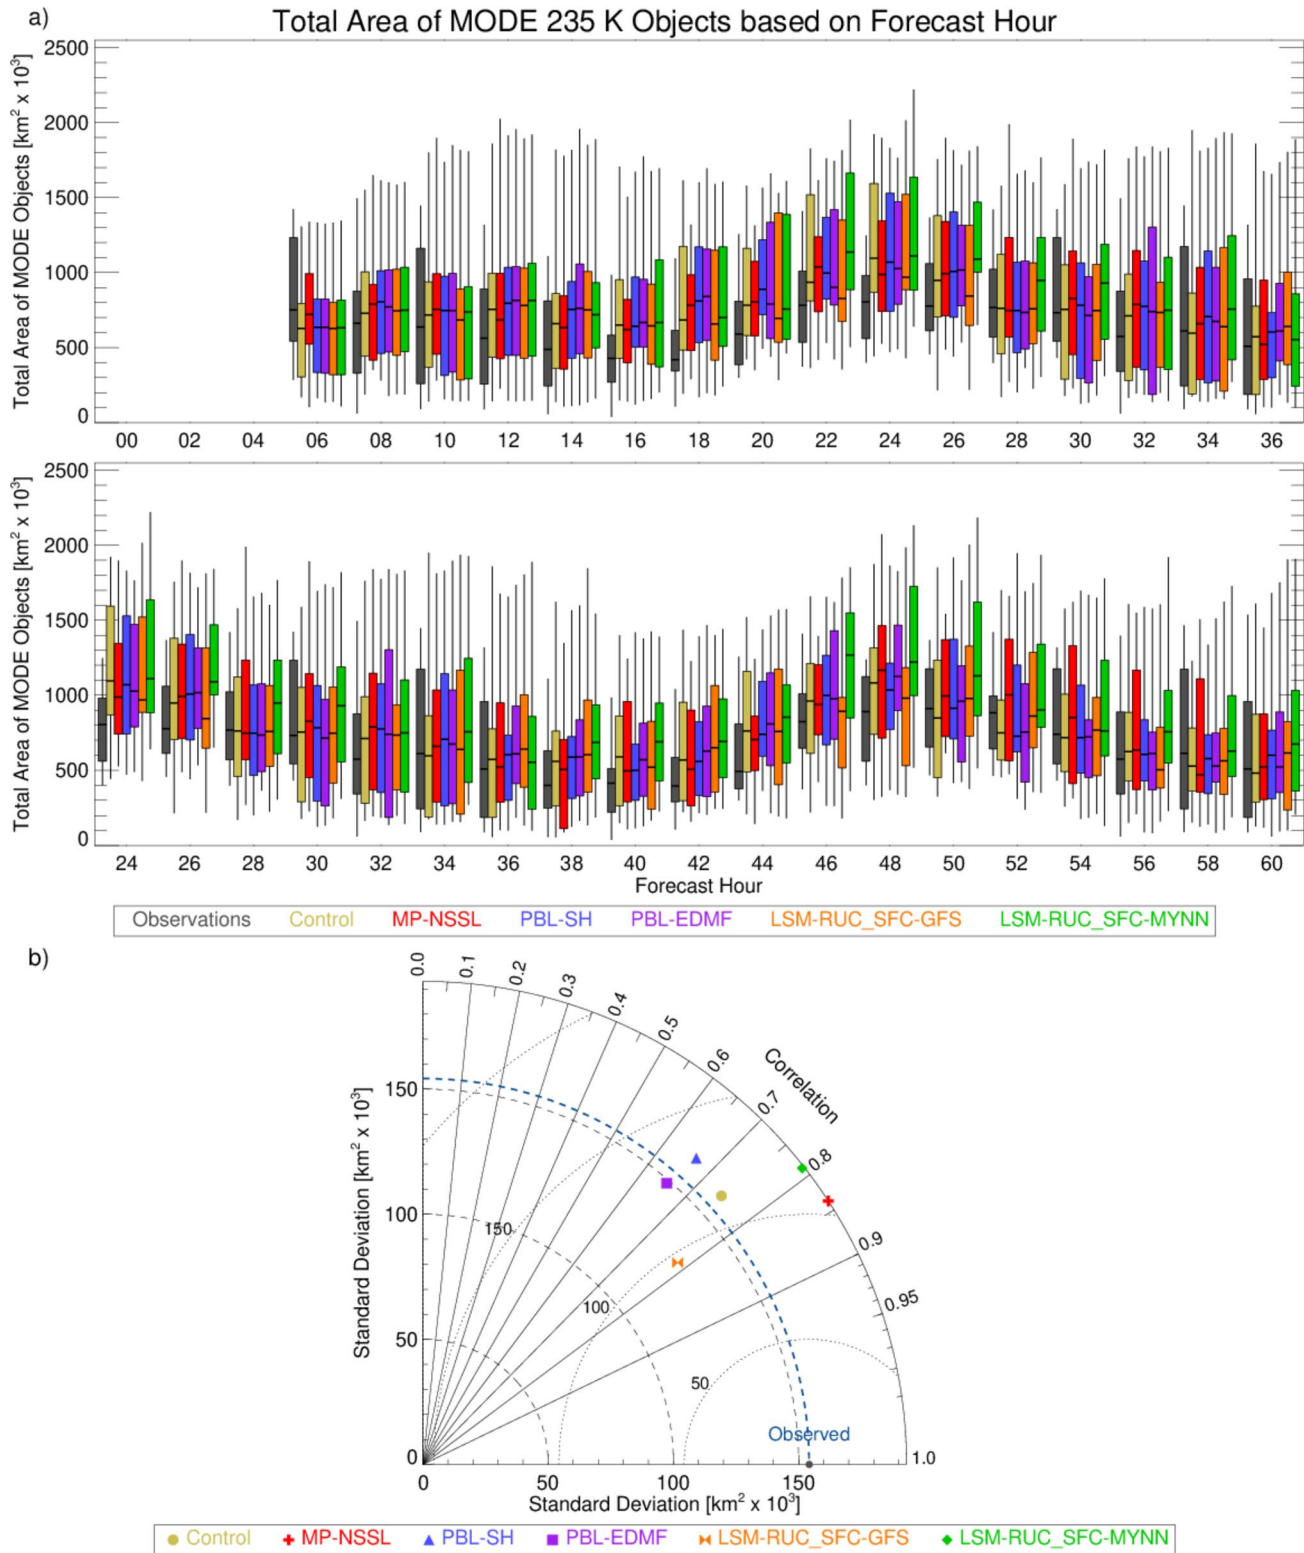 a)
Total Area of MODE 235 K Objects based on Forecast Hour
Total Area of MODE Objects [km² x 10³]
2500
2000
1500
1000
500
0
00 02 04 06 08 10 12 14 16 18 20 22 24 26 28 30 32 34 36
Total Area of MODE Objects [km² x 10³]
2500
2000
1500
1000
500
0
24 26 28 30 32 34 36 38 40 42 44 46 48 50 52 54 56 58 60
Forecast Hour
Observations Control MP-NSSL PBL-SH PBL-EDMF LSM-RUC_SFC-GFS LSM-RUC_SFC-MYNN
b)
0.0 0.1 0.2 0.3 0.4 0.5 0.6 0.7 0.8 0.9 0.95 1.0
Correlation
Standard Deviation [km² x 10³]
150
100
50
0
150
100
50
Observed
0 50 100 150
Standard Deviation [km² x 10³]
Control MP-NSSL PBL-SH PBL-EDMF LSM-RUC_SFC-GFS LSM-RUC_SFC-MYNN